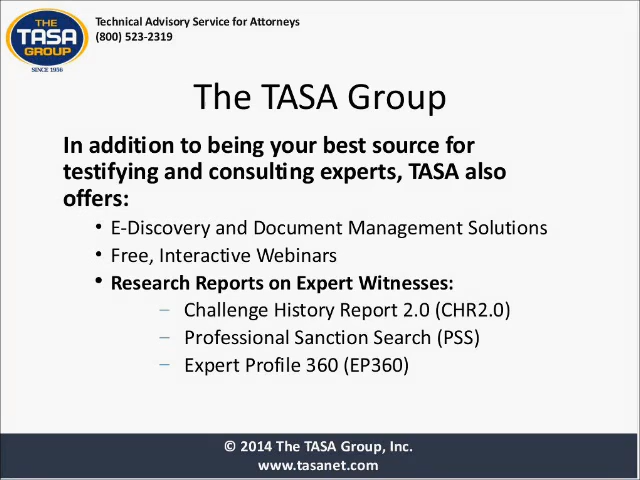 THE
TASA
GROUP
SINCE 1956
Technical Advisory Service for Attorneys
(800) 523-2319
The TASA Group
In addition to being your best source for
testifying and consulting experts, TASA also
offers:
• E-Discovery and Document Management Solutions
• Free, Interactive Webinars
• Research Reports on Expert Witnesses:
– Challenge History Report 2.0 (CHR2.0)
– Professional Sanction Search (PSS)
– Expert Profile 360 (EP360)
© 2014 The TASA Group, Inc.
www.tasanet.com